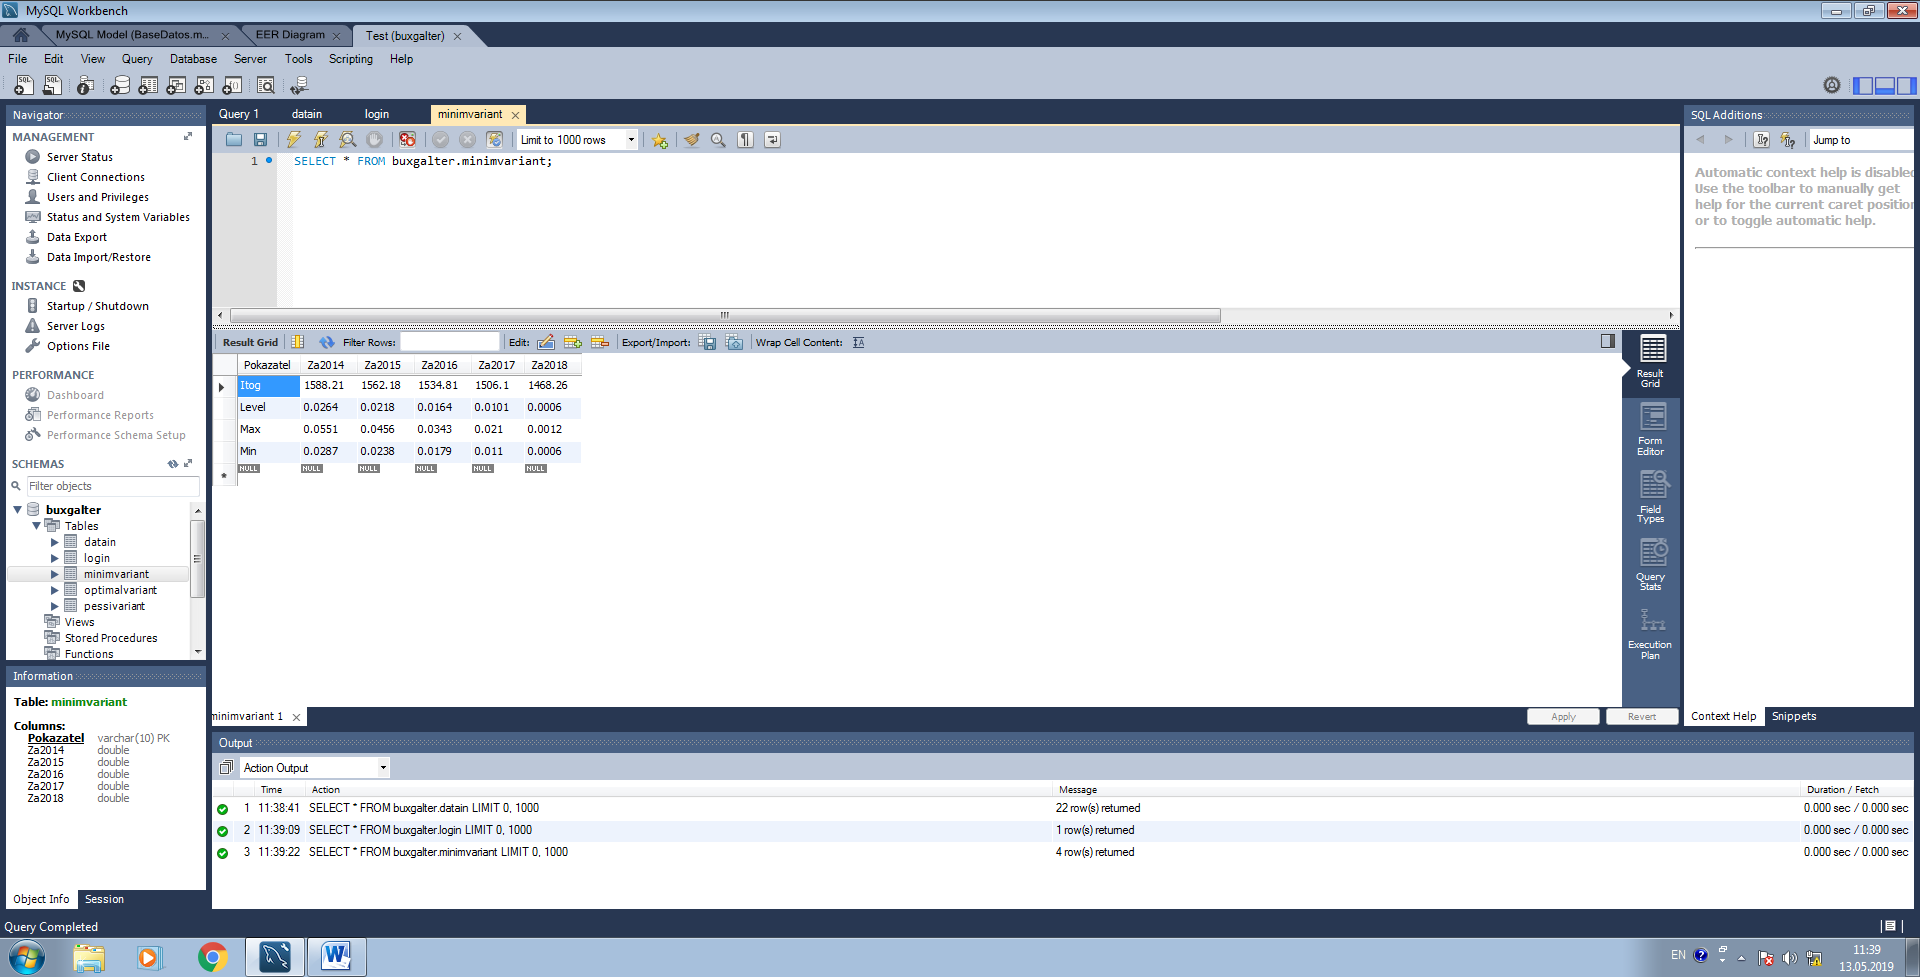 MySQL Workbench
MySQL Model (BaseDatos.m...
EER Diagram
Test (buxgalter)
File Edit View Query Database Server Tools Scripting Help
Navigator
MANAGEMENT
Server Status
Client Connections
Users and Privileges
Status and System Variables
Data Export
Data Import/Restore
INSTANCE
Startup / Shutdown
Server Logs
Options File
PERFORMANCE
Dashboard
Performance Reports
Performance Schema Setup
SCHEMAS
Filter objects
buxgalter
Tables
datain
login
minimvariant
optimalvariant
pessivariant
Views
Stored Procedures
Functions
Information
Table: minimvariant
Columns:
Pokazatel varchar(10) PK
Za2014 double
Za2015 double
Za2016 double
Za2017 double
Za2018 double
Object Info Session
Query 1 datain login minimvariant
Limit to 1000 rows
1 SELECT * FROM buxgalter.minimvariant;
Result Grid Filter Rows: Edit: Export/Import: Wrap Cell Content:
Pokazatel Za2014 Za2015 Za2016 Za2017 Za2018
Itog 1588.21 1562.18 1534.81 1506.1 1468.26
Level 0.0264 0.0218 0.0164 0.0101 0.0006
Max 0.0551 0.0456 0.0343 0.021 0.0012
Min 0.0287 0.0238 0.0179 0.011 0.0006
NULL NULL NULL NULL NULL
Result
Grid
Form
Editor
Field
Types
Query
Stats
Execution
Plan
minimvariant 1
Apply Revert
SQL Additions
Jump to
Automatic context help is disabled
Use the toolbar to manually get
help for the current caret position
or to toggle automatic help.
Context Help Snippets
Output
Action Output
Time Action Message Duration / Fetch
1 11:38:41 SELECT * FROM buxgalter.datain LIMIT 0, 1000 22 row(s) returned 0.000 sec / 0.000 sec
2 11:39:09 SELECT * FROM buxgalter.login LIMIT 0, 1000 1 row(s) returned 0.000 sec / 0.000 sec
3 11:39:22 SELECT * FROM buxgalter.minimvariant LIMIT 0, 1000 4 row(s) returned 0.000 sec / 0.000 sec
Query Completed
EN
11:39
13.05.2019